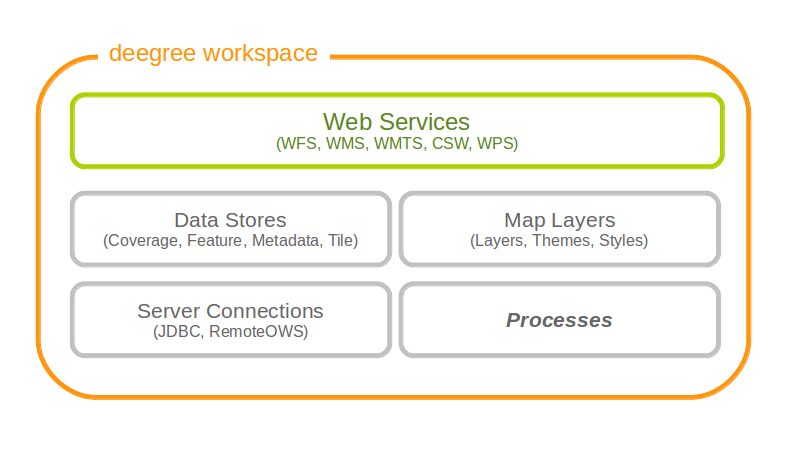 deegree workspace
Web Services
(WFS, WMS, WMTS, CSW, WPS)
Data Stores
(Coverage, Feature, Metadata, Tile)
Map Layers
(Layers, Themes, Styles)
Server Connections
(JDBC, RemoteOWS)
Processes